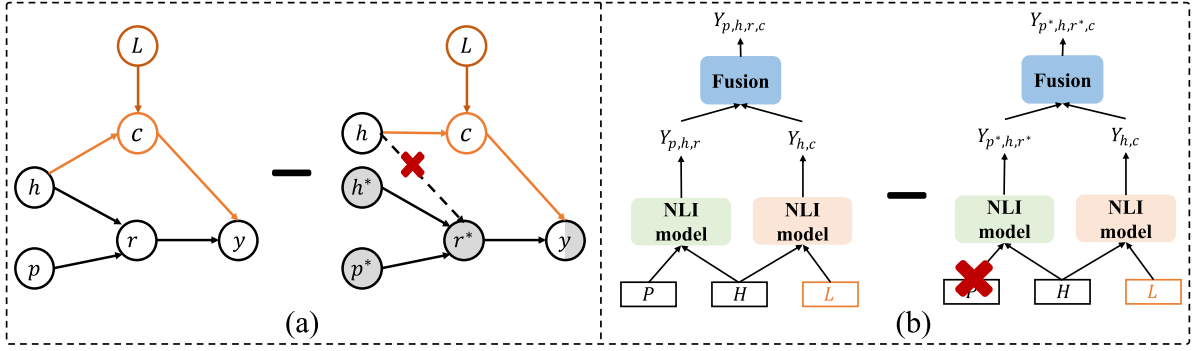 L
c
h
r
y
p
L
h
c
h*
r*
y
p*
(a)
Y_{p,h,r,c}
Fusion
Y_{p,h,r}
Y_{h,c}
NLI
model
NLI
model
P
H
L
Y_{p*,h,r*,c}
Fusion
Y_{p*,h,r*}
Y_{h,c}
NLI
model
NLI
model
P
H
L
(b)